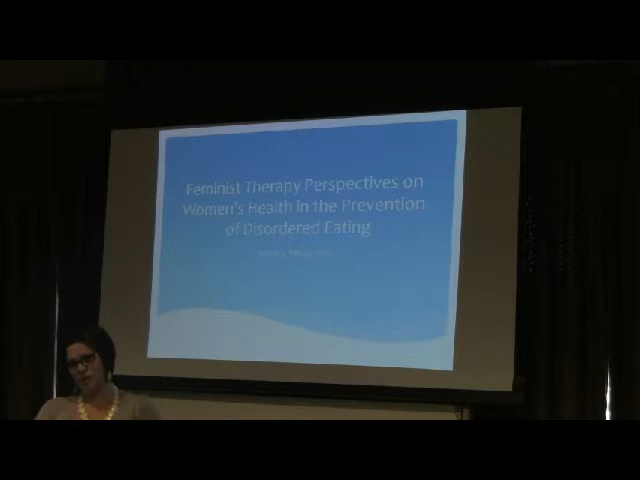 Feminist Therapy Perspectives on
Women's Health in the Prevention
of Disordered Eating